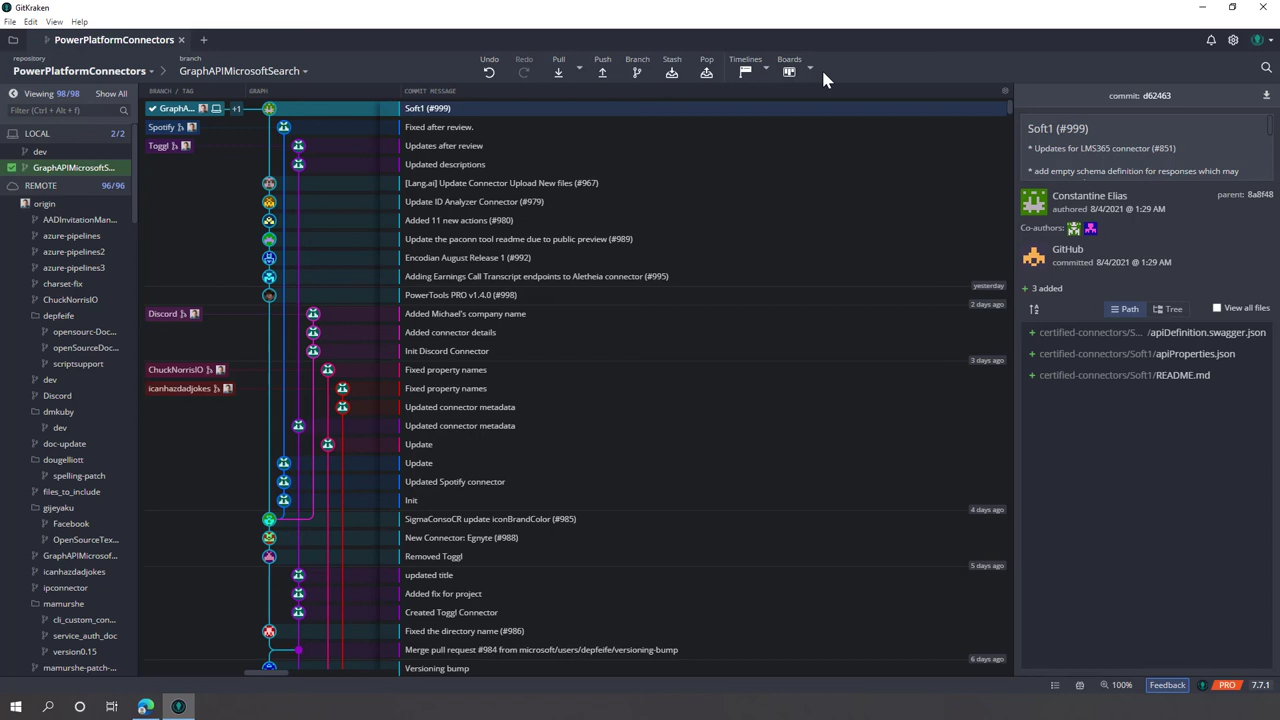 GitKraken
File Edit View Help
PowerPlatformConnectors × +
repository branch
PowerPlatformConnectors GraphAPIMicrosoftSearch
Undo Redo Pull Push Branch Stash Pop Timelines Boards
Viewing 98/98 Show All
BRANCH / TAG GRAPH COMMIT MESSAGE
Filter (Ctrl + Alt + f)
LOCAL 2/2
dev
GraphAPIMicrosoftS...
REMOTE 96/96
origin
AADInvitationMan...
azure-pipelines
azure-pipelines2
azure-pipelines3
charset-fix
ChuckNorrisIO
depfeife
opensourc-Doc...
openSourceDoc...
scriptsupport
dev
Discord
dmkuby
dev
doc-update
dougelliott
spelling-patch
files_to_include
gijeyaku
Facebook
OpenSourceTex...
GraphAPIMicrosof...
icanhazdadjokes
ipconnector
mamurshe
cli_custom_con...
service_auth_doc
version0.15
mamurshe-patch-...
GraphA... +1 Soft1 (#999)
Spotify Fixed after review.
Toggl Updates after review
Updated descriptions
[Lang.ai] Update Connector Upload New files (#967)
Update ID Analyzer Connector (#979)
Added 11 new actions (#980)
Update the paconn tool readme due to public preview (#989)
Encodian August Release 1 (#992)
Adding Earnings Call Transcript endpoints to Aletheia connector (#995)
yesterday
PowerTools PRO v1.4.0 (#998)
2 days ago
Discord Added Michael's company name
Added connector details
Init Discord Connector
3 days ago
ChuckNorrisIO Fixed property names
icanhazdadjokes Fixed property names
Updated connector metadata
Updated connector metadata
Update
Update
Updated Spotify connector
Init
4 days ago
SigmaConsoCR update iconBrandColor (#985)
New Connector: Egnyte (#988)
Removed Toggl
5 days ago
updated title
Added fix for project
Created Toggl Connector
Fixed the directory name (#986)
Merge pull request #984 from microsoft/users/depfeife/versioning-bump
6 days ago
Versioning bump
commit: d62463
Soft1 (#999)
* Updates for LMS365 connector (#851)
* add empty schema definition for responses which may
Constantine Elias parent: 8a8f48
authored 8/4/2021 @ 1:29 AM
Co-authors:
GitHub
committed 8/4/2021 @ 1:29 AM
+ 3 added
Path Tree View all files
+ certified-connectors/S... /apiDefinition.swagger.json
+ certified-connectors/Soft1/apiProperties.json
+ certified-connectors/Soft1/README.md
100% Feedback PRO 7.7.1